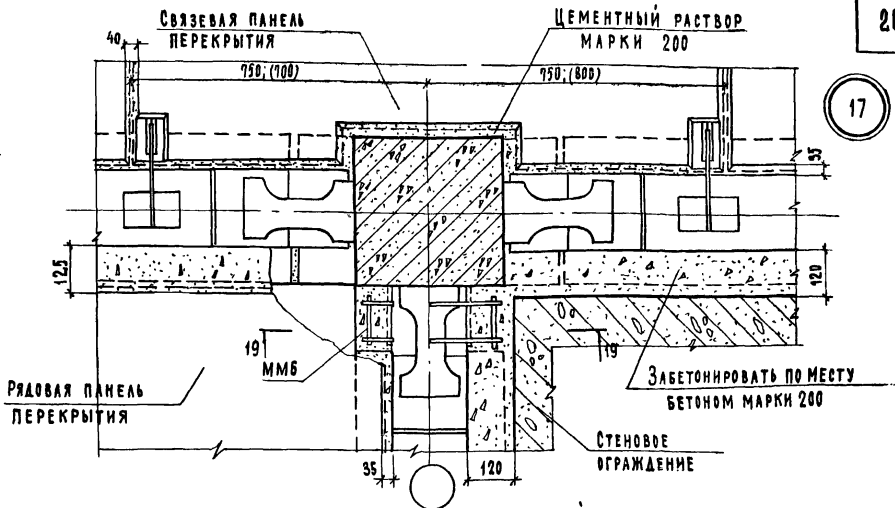 Связевая панель
перекрытия
Цементный раствор
марки 200
40
750; (700)
750; (800)
17
35
125
120
19
ММ6
19
Рядовая панель
перекрытия
Забетонировать по месту
бетоном марки 200
Стеновое
ограждение
35
120